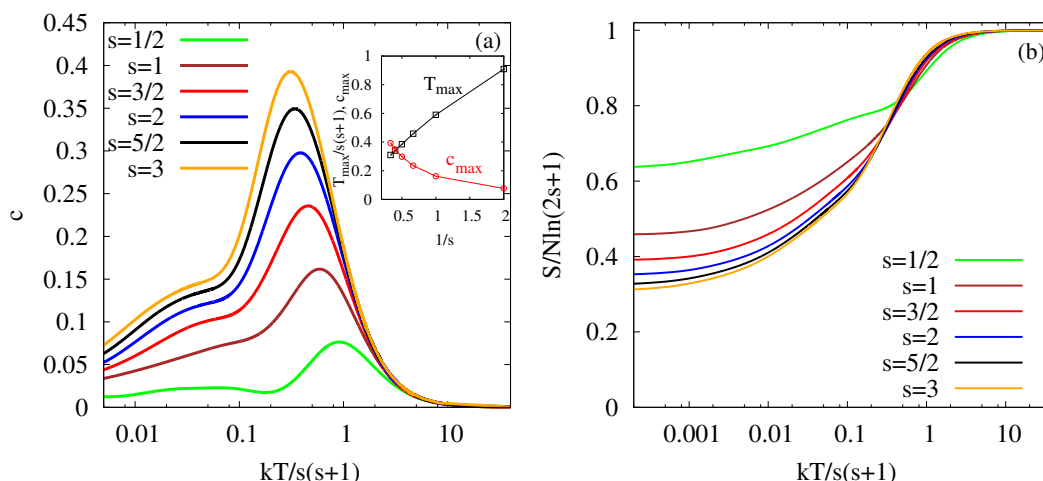 (a)
c
0.45
0.4
0.35
0.3
0.25
0.2
0.15
0.1
0.05
0
0.01
0.1
1
10
kT/s(s+1)
s=1/2
s=1
s=3/2
s=2
s=5/2
s=3
T_max/s(s+1), c_max
1
0.8
0.6
0.4
0.2
0
0.5
1
1.5
2
1/s
T_max
c_max
(b)
S/Nln(2s+1)
1
0.8
0.6
0.4
0.2
0
0.001
0.01
0.1
1
10
kT/s(s+1)
s=1/2
s=1
s=3/2
s=2
s=5/2
s=3